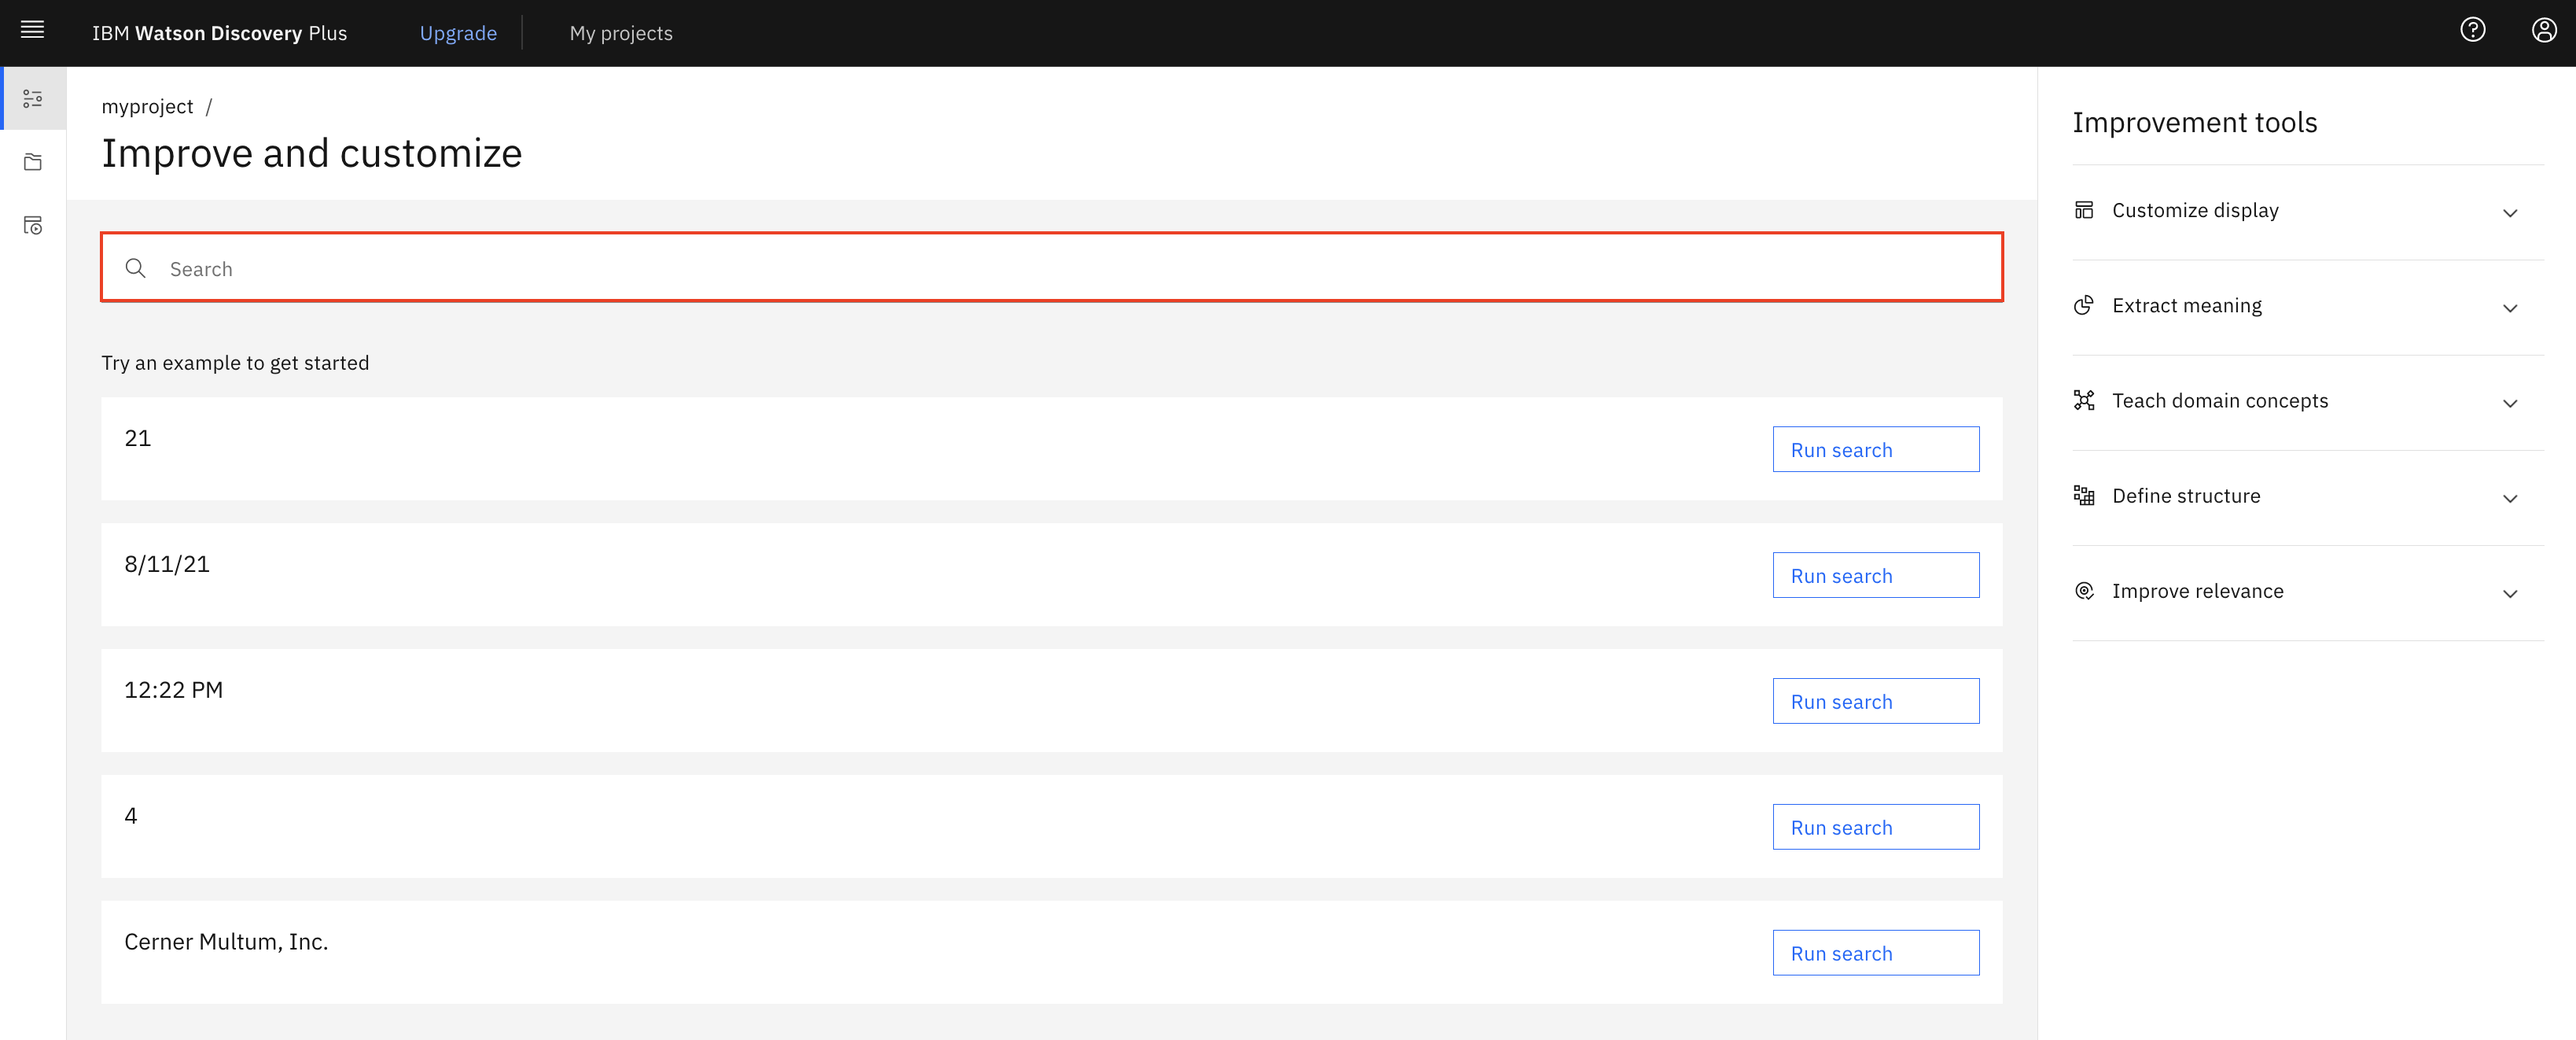 IBM Watson Discovery Plus
Upgrade
My projects
myproject /
Improve and customize
Search
Try an example to get started
21
Run search
8/11/21
Run search
12:22 PM
Run search
4
Run search
Cerner Multum, Inc.
Run search
Improvement tools
Customize display
Extract meaning
Teach domain concepts
Define structure
Improve relevance